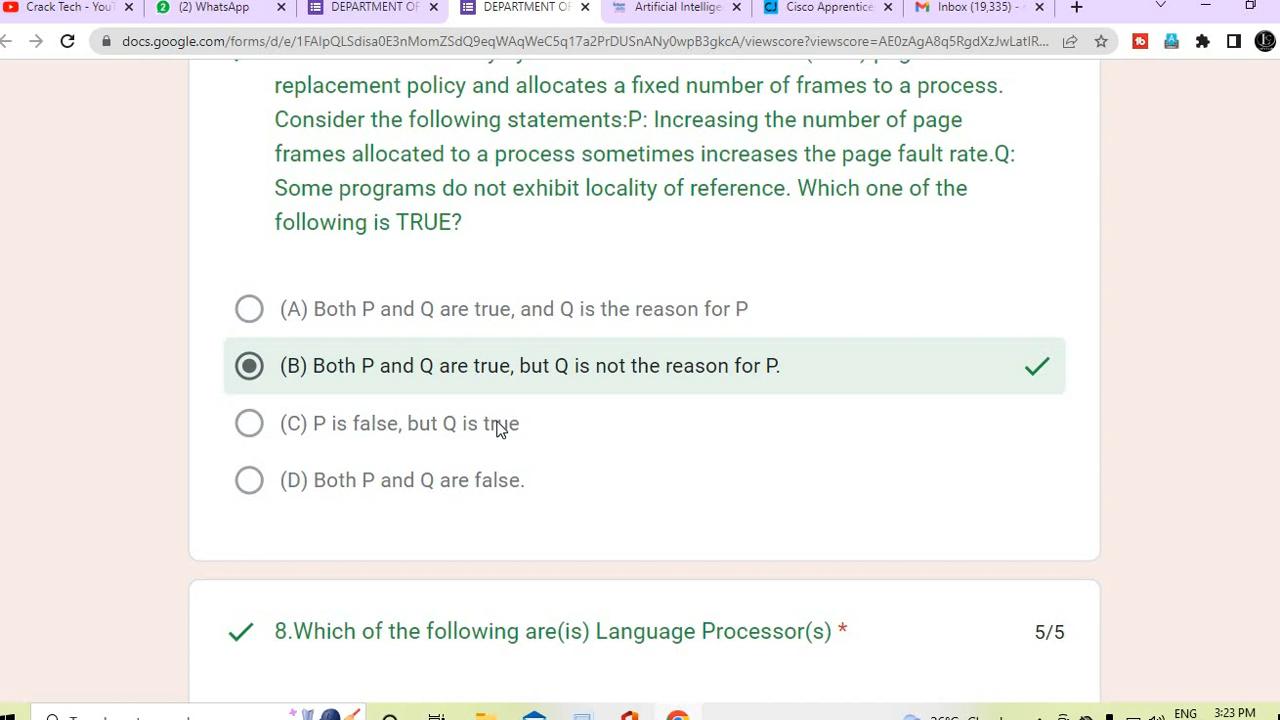 Crack Tech - YouT
(2) WhatsApp
DEPARTMENT OF
DEPARTMENT OF
Artificial Intellige
Cisco Apprentice
Inbox (19,335) -
docs.google.com/forms/d/e/1FAIpQLSdisa0E3nMomZSdQ9eqWAqWeC5q17a2PrDUSnANy0wpB3gkcA/viewscore?viewscore=AE0zAgA8q5RgdXzJwLatlR...
replacement policy and allocates a fixed number of frames to a process.
Consider the following statements:P: Increasing the number of page
frames allocated to a process sometimes increases the page fault rate.Q:
Some programs do not exhibit locality of reference. Which one of the
following is TRUE?
(A) Both P and Q are true, and Q is the reason for P
(B) Both P and Q are true, but Q is not the reason for P.
(C) P is false, but Q is true
(D) Both P and Q are false.
8.Which of the following are(is) Language Processor(s) *
5/5
ENG
3:23 PM